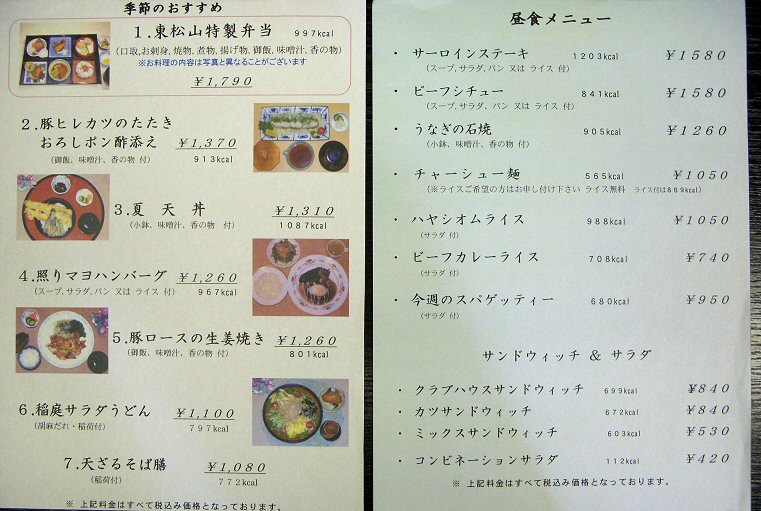 季節のおすすめ
1.東松山特製弁当 997kcal
(口取,お刺身,焼物,煮物,揚げ物,御飯,味噌汁,香の物)
※お料理の内容は写真と異なることがございます
¥1,790
2.豚ヒレカツのたたき
おろしポン酢添え ¥1,370
(御飯、味噌汁、香の物 付) 913kcal
3.夏 天 丼 ¥1,310
(小鉢、味噌汁、香の物 付) 1087kcal
4.照りマヨハンバーグ ¥1,260
(スープ,サラダ,パン 又は ライス 付) 967kcal
5.豚ロースの生姜焼き ¥1,260
(御飯、味噌汁、香の物 付) 801kcal
6.稲庭サラダうどん ¥1,100
(胡麻だれ・稲荷付) 797kcal
7.天ざるそば膳 ¥1,080
(稲荷付) 772kcal
※ 上記料金はすべて税込み価格となっております。
昼食メニュー
・ サーロインステーキ 1203kcal ¥1580
(スープ、サラダ、パン 又は ライス 付)
・ ビーフシチュー 841kcal ¥1580
(スープ、サラダ、パン 又は ライス 付)
・ うなぎの石焼 905kcal ¥1260
(小鉢、味噌汁、香の物 付)
・ チャーシュー麺 565kcal ¥1050
(※ライスご希望の方はお申し付け下さい ライス無料 ライス付は869kcal)
・ ハヤシオムライス 988kcal ¥1050
(サラダ 付)
・ ビーフカレーライス 708kcal ¥740
(サラダ 付)
・ 今週のスパゲッティー 680kcal ¥950
(サラダ 付)
サンドウィッチ & サラダ
・ クラブハウスサンドウィッチ 699kcal ¥840
・ カツサンドウィッチ 672kcal ¥840
・ ミックスサンドウィッチ 603kcal ¥530
・ コンビネーションサラダ 112kcal ¥420
※ 上記料金はすべて税込み価格となっております。